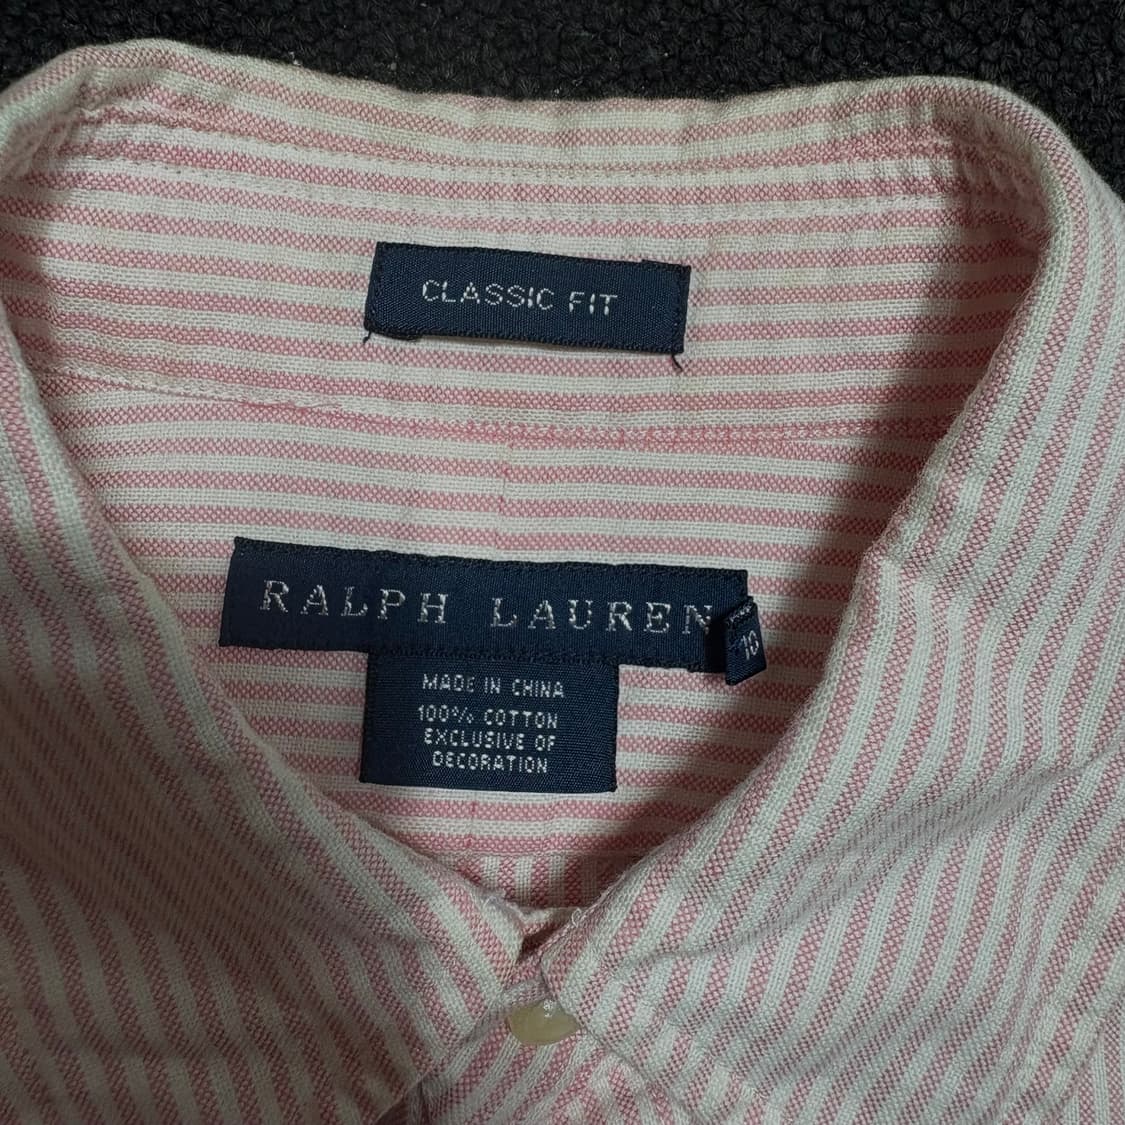 CLASSIC FIT
RALPH LAUREN
10
MADE IN CHINA
100% COTTON
EXCLUSIVE OF
DECORATION